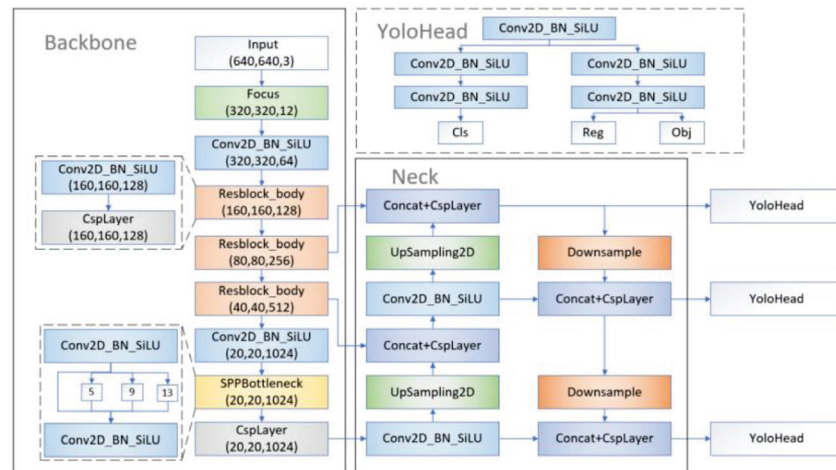 Backbone
Input
(640,640,3)
Focus
(320,320,12)
Conv2D_BN_SiLU
(320,320,64)
Conv2D_BN_SiLU
(160,160,128)
CspLayer
(160,160,128)
Resblock_body
(160,160,128)
Resblock_body
(80,80,256)
Resblock_body
(40,40,512)
Conv2D_BN_SiLU
(20,20,1024)
SPPBottleneck
(20,20,1024)
CspLayer
(20,20,1024)
Conv2D_BN_SiLU
5
9
13
Conv2D_BN_SiLU
YoloHead
Conv2D_BN_SiLU
Conv2D_BN_SiLU
Conv2D_BN_SiLU
Conv2D_BN_SiLU
Conv2D_BN_SiLU
Cls
Reg
Obj
Neck
Concat+CspLayer
UpSampling2D
Conv2D_BN_SiLU
Concat+CspLayer
UpSampling2D
Conv2D_BN_SiLU
Downsample
Concat+CspLayer
Downsample
Concat+CspLayer
YoloHead
YoloHead
YoloHead